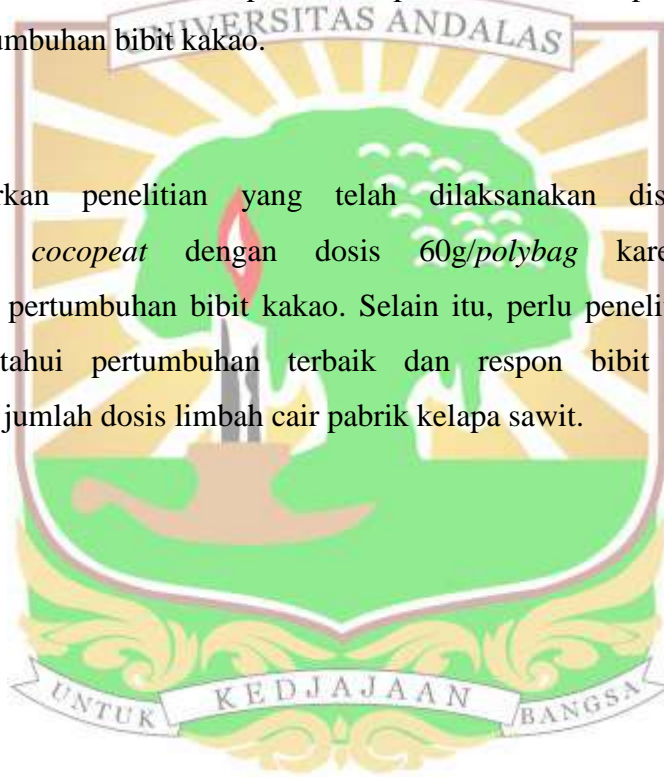 UNIVERSITAS ANDALAS
umbuhan bibit kakao.
rkan penelitian yang telah dilaksanakan dis
cocopeat dengan dosis 60g/polybag kare
pertumbuhan bibit kakao. Selain itu, perlu penelit
tahui pertumbuhan terbaik dan respon bibit
jumlah dosis limbah cair pabrik kelapa sawit.
UNTUK KEDJAJAAN BANGSA